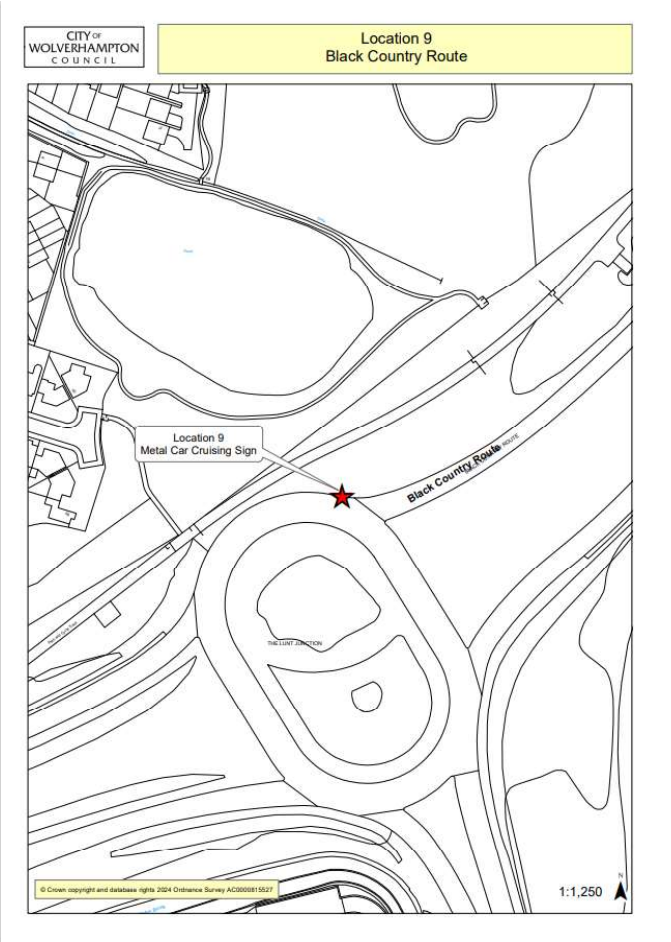 CITY OF
WOLVERHAMPTON
COUNCIL
Location 9
Black Country Route
Location 9
Metal Car Cruising Sign
Black Country Route
THE LUNT JUNCTION
© Crown copyright and database rights 2024 Ordnance Survey AC0000815527
N
1:1,250